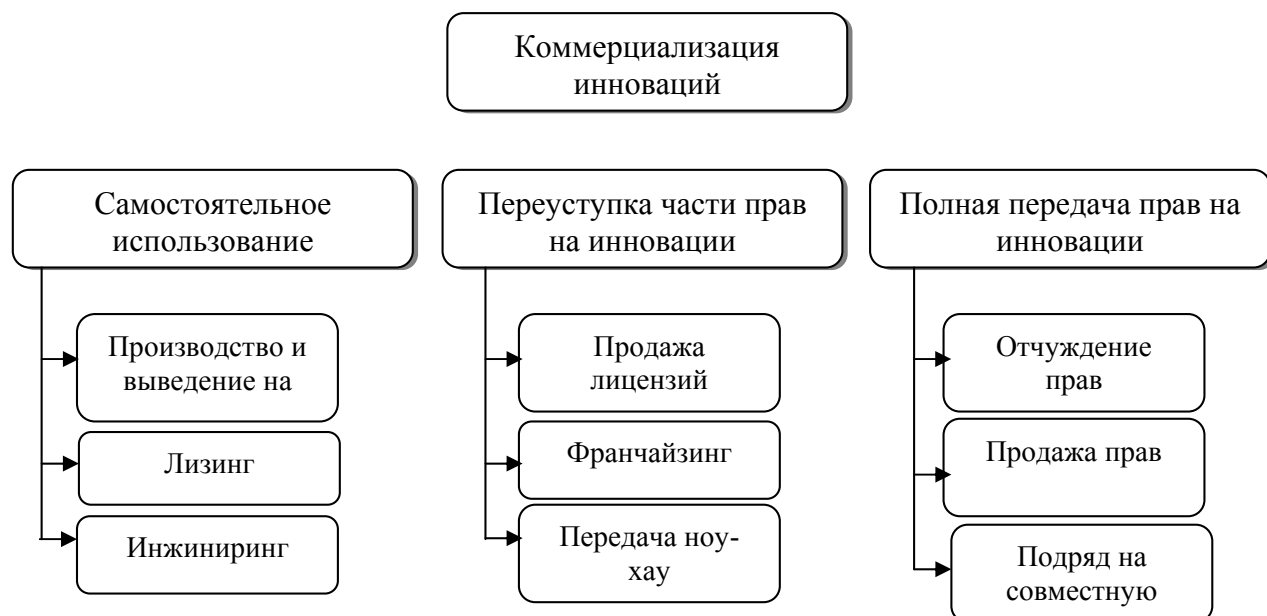 Коммерциализация
инноваций
Самостоятельное
использование
Переуступка части прав
на инновации
Полная передача прав на
инновации
Производство и
выведение на
Лизинг
Инжиниринг
Продажа
лицензий
Франчайзинг
Передача ноу-
хау
Отчуждение
прав
Продажа прав
Подряд на
совместную